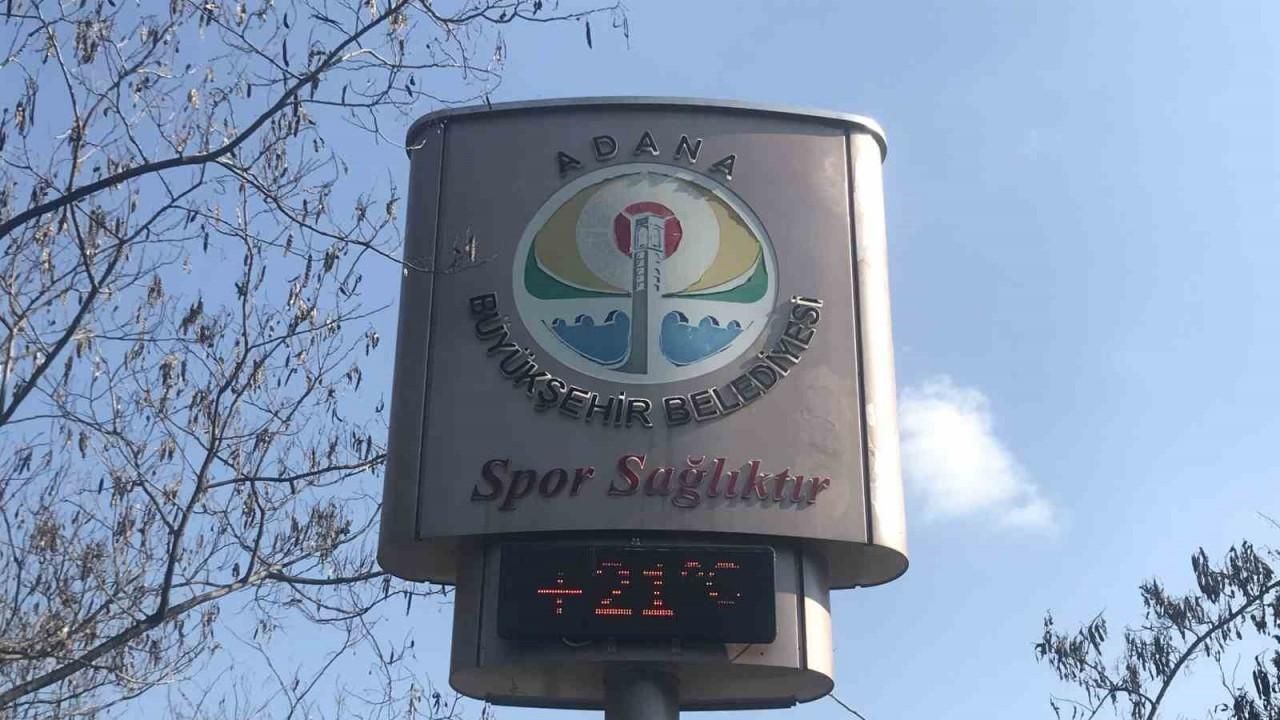 ADANA
BÜYÜKŞEHİR BELEDİYESİ
Spor Sağlıktır
+21°C